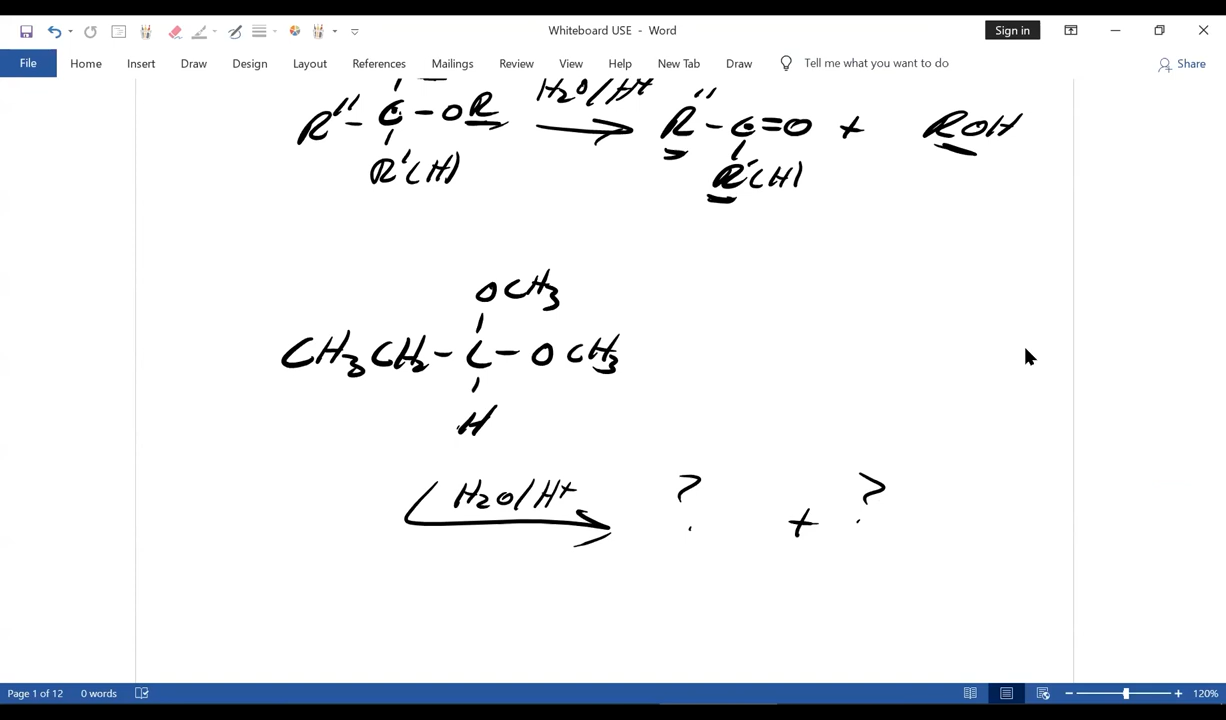 Whiteboard USE - Word
Sign in
File Home Insert Draw Design Layout References Mailings Review View Help New Tab Draw Tell me what you want to do Share
R'' - C - OR H2O/H+ R'' - C = O + ROH
R'(H) R'(H)
OCH3
CH3CH2 - C - OCH3
H
H2O/H+ ? + ?
Page 1 of 12 0 words 120%